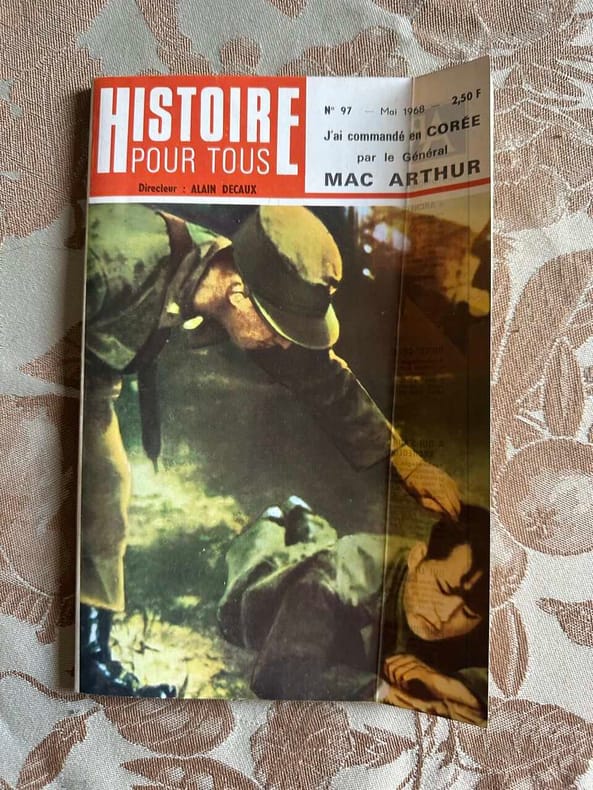 HISTOIRE
POUR TOUS
Directeur : ALAIN DECAUX
N° 97 — Mai 1968 — 2,50 F
J'ai commandé en CORÉE
par le Général
MAC ARTHUR